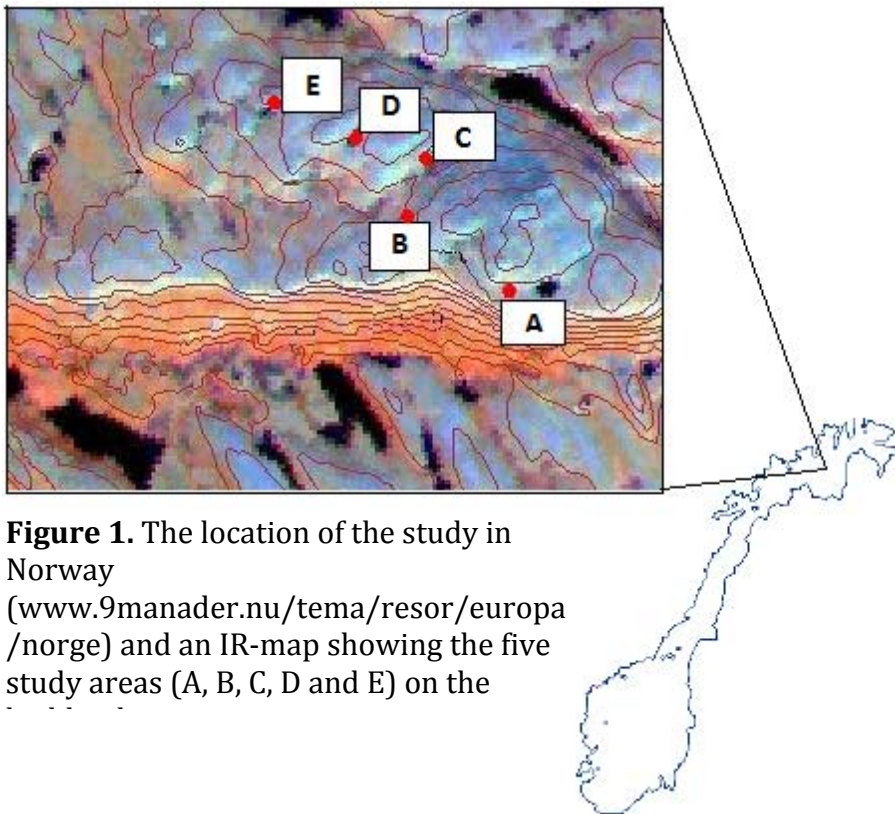 E
D
C
B
A
Figure 1. The location of the study in
Norway
(www.9manader.nu/tema/resor/europa
/norge) and an IR-map showing the five
study areas (A, B, C, D and E) on the